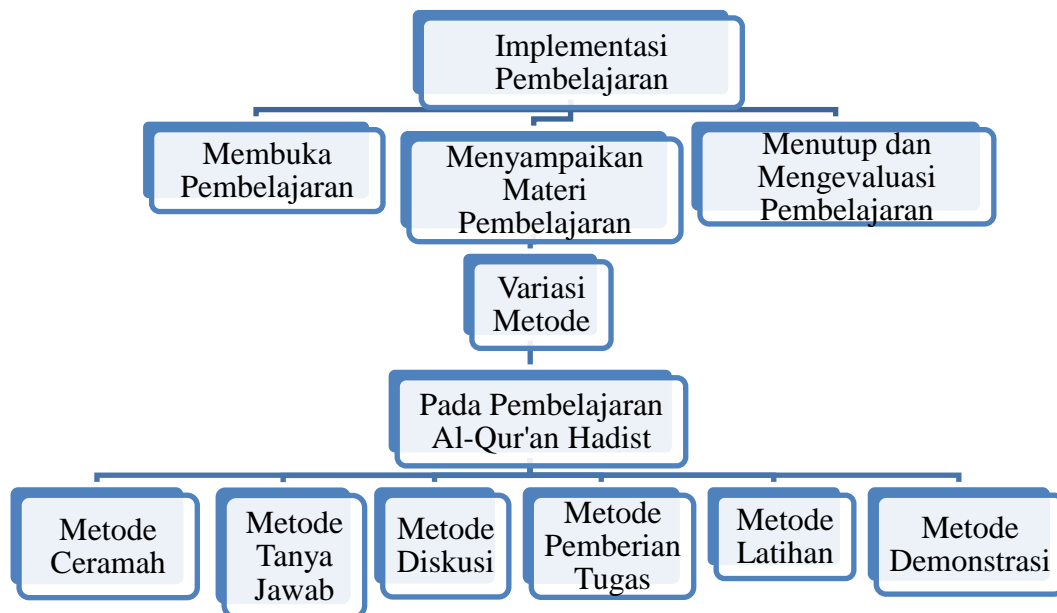 Implementasi
Pembelajaran
Membuka
Pembelajaran
Menyampaikan
Materi
Pembelajaran
Menutup dan
Mengevaluasi
Pembelajaran
Variasi
Metode
Pada Pembelajaran
Al-Qur'an Hadist
Metode
Ceramah
Metode
Tanya
Jawab
Metode
Diskusi
Metode
Pemberian
Tugas
Metode
Latihan
Metode
Demonstrasi